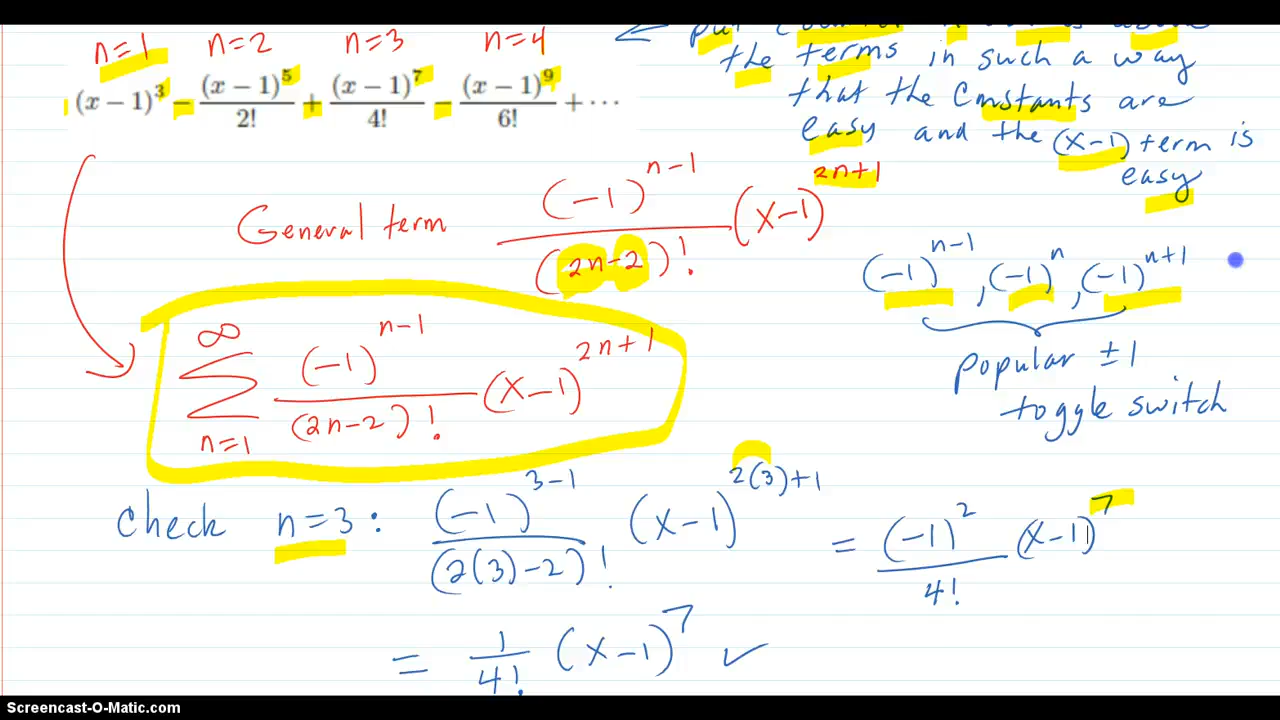 n=1 n=2 n=3 n=4
(x − 1)^3 − (x − 1)^5/2! + (x − 1)^7/4! − (x − 1)^9/6! + ⋯
put
the terms in such a way
that the Constants are
easy and the (x-1) term is
easy
General term (-1)^(n-1)/(2n-2)! (x-1)^(2n+1)
(-1)^(n-1), (-1)^n, (-1)^(n+1)
popular ±1
toggle switch
∑_(n=1)^∞ (-1)^(n-1)/(2n-2)! (x-1)^(2n+1)
Check n=3: (-1)^(3-1)/(2(3)-2)! (x-1)^(2(3)+1) = (-1)^2/4! (x-1)^7
= 1/4! (x-1)^7 ✓
Screencast-O-Matic.com